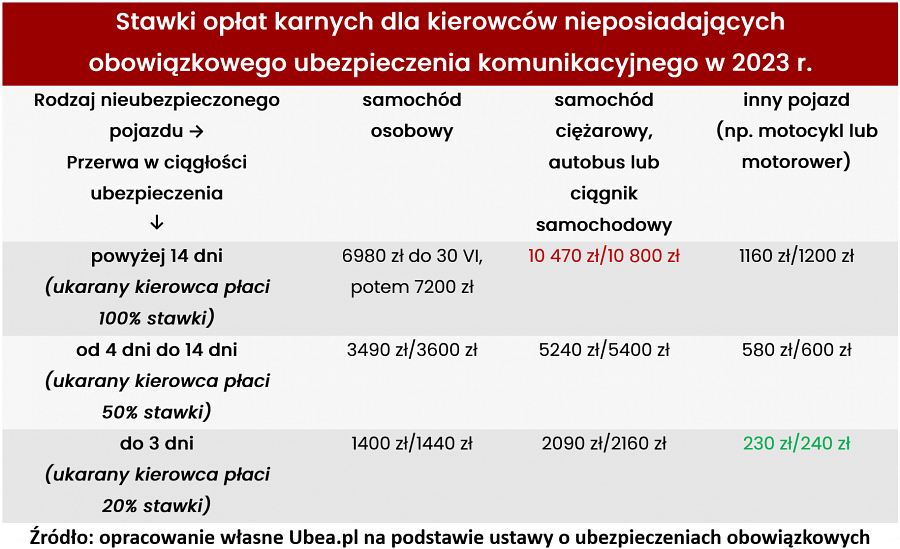 Stawki opłat karnych dla kierowców nieposiadających
obowiązkowego ubezpieczenia komunikacyjnego w 2023 r.
Rodzaj nieubezpieczonego
pojazdu →
Przerwa w ciągłości
ubezpieczenia
↓
samochód
osobowy
samochód
ciężarowy,
autobus lub
ciągnik
samochodowy
inny pojazd
(np. motocykl lub
motorower)
powyżej 14 dni
(ukarany kierowca płaci
100% stawki)
6980 zł do 30 VI,
potem 7200 zł
10 470 zł/10 800 zł
1160 zł/1200 zł
od 4 dni do 14 dni
(ukarany kierowca płaci
50% stawki)
3490 zł/3600 zł
5240 zł/5400 zł
580 zł/600 zł
do 3 dni
(ukarany kierowca płaci
20% stawki)
1400 zł/1440 zł
2090 zł/2160 zł
230 zł/240 zł
Źródło: opracowanie własne Ubea.pl na podstawie ustawy o ubezpieczeniach obowiązkowych